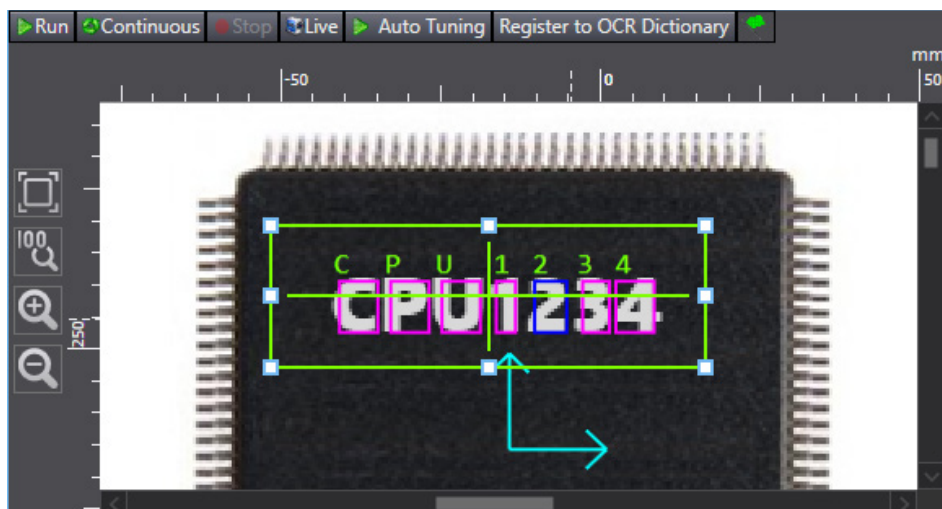 Run Continuous Stop Live Auto Tuning Register to OCR Dictionary
mm
-50 0 50
100
C P U 1 2 3 4
CPU1234
250